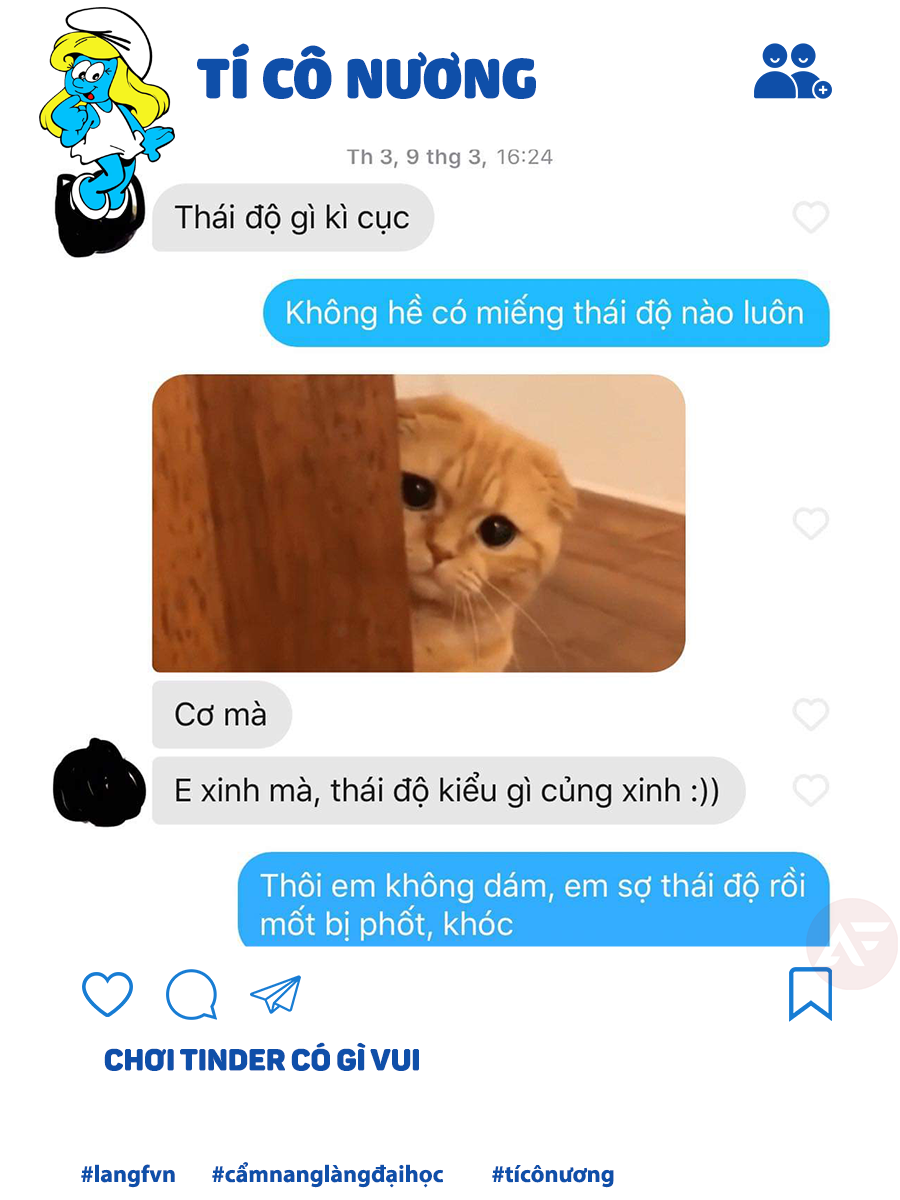 TÍ CÔ NƯƠNG
Th 3, 9 thg 3, 16:24
Thái độ gì kì cục
Không hề có miếng thái độ nào luôn
Cơ mà
E xinh mà, thái độ kiểu gì củng xinh :))
Thôi em không dám, em sợ thái độ rồi
mốt bị phốt, khóc
AF
CHƠI TINDER CÓ GÌ VUI
#langfvn #cẩmnanglàngđạihọc #tícônương